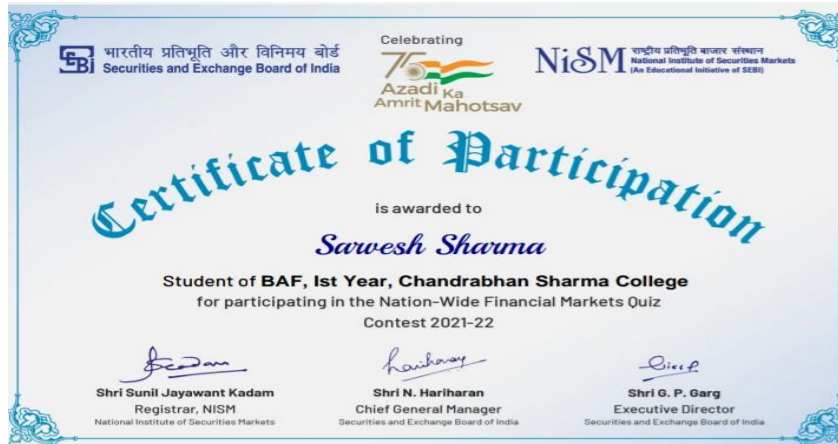 Celebrating
SEBI भारतीय प्रतिभूति और विनिमय बोर्ड
Securities and Exchange Board of India
75
Azadi Ka
Amrit Mahotsav
NiSM राष्ट्रीय प्रतिभूति बाजार संस्थान
National Institute of Securities Markets
(An Educational Initiative of SEBI)
Certificate of Participation
is awarded to
Sarvesh Sharma
Student of BAF, Ist Year, Chandrabhan Sharma College
for participating in the Nation-Wide Financial Markets Quiz
Contest 2021-22
Shri Sunil Jayawant Kadam
Registrar, NISM
National Institute of Securities Markets
Shri N. Hariharan
Chief General Manager
Securities and Exchange Board of India
Shri G. P. Garg
Executive Director
Securities and Exchange Board of India